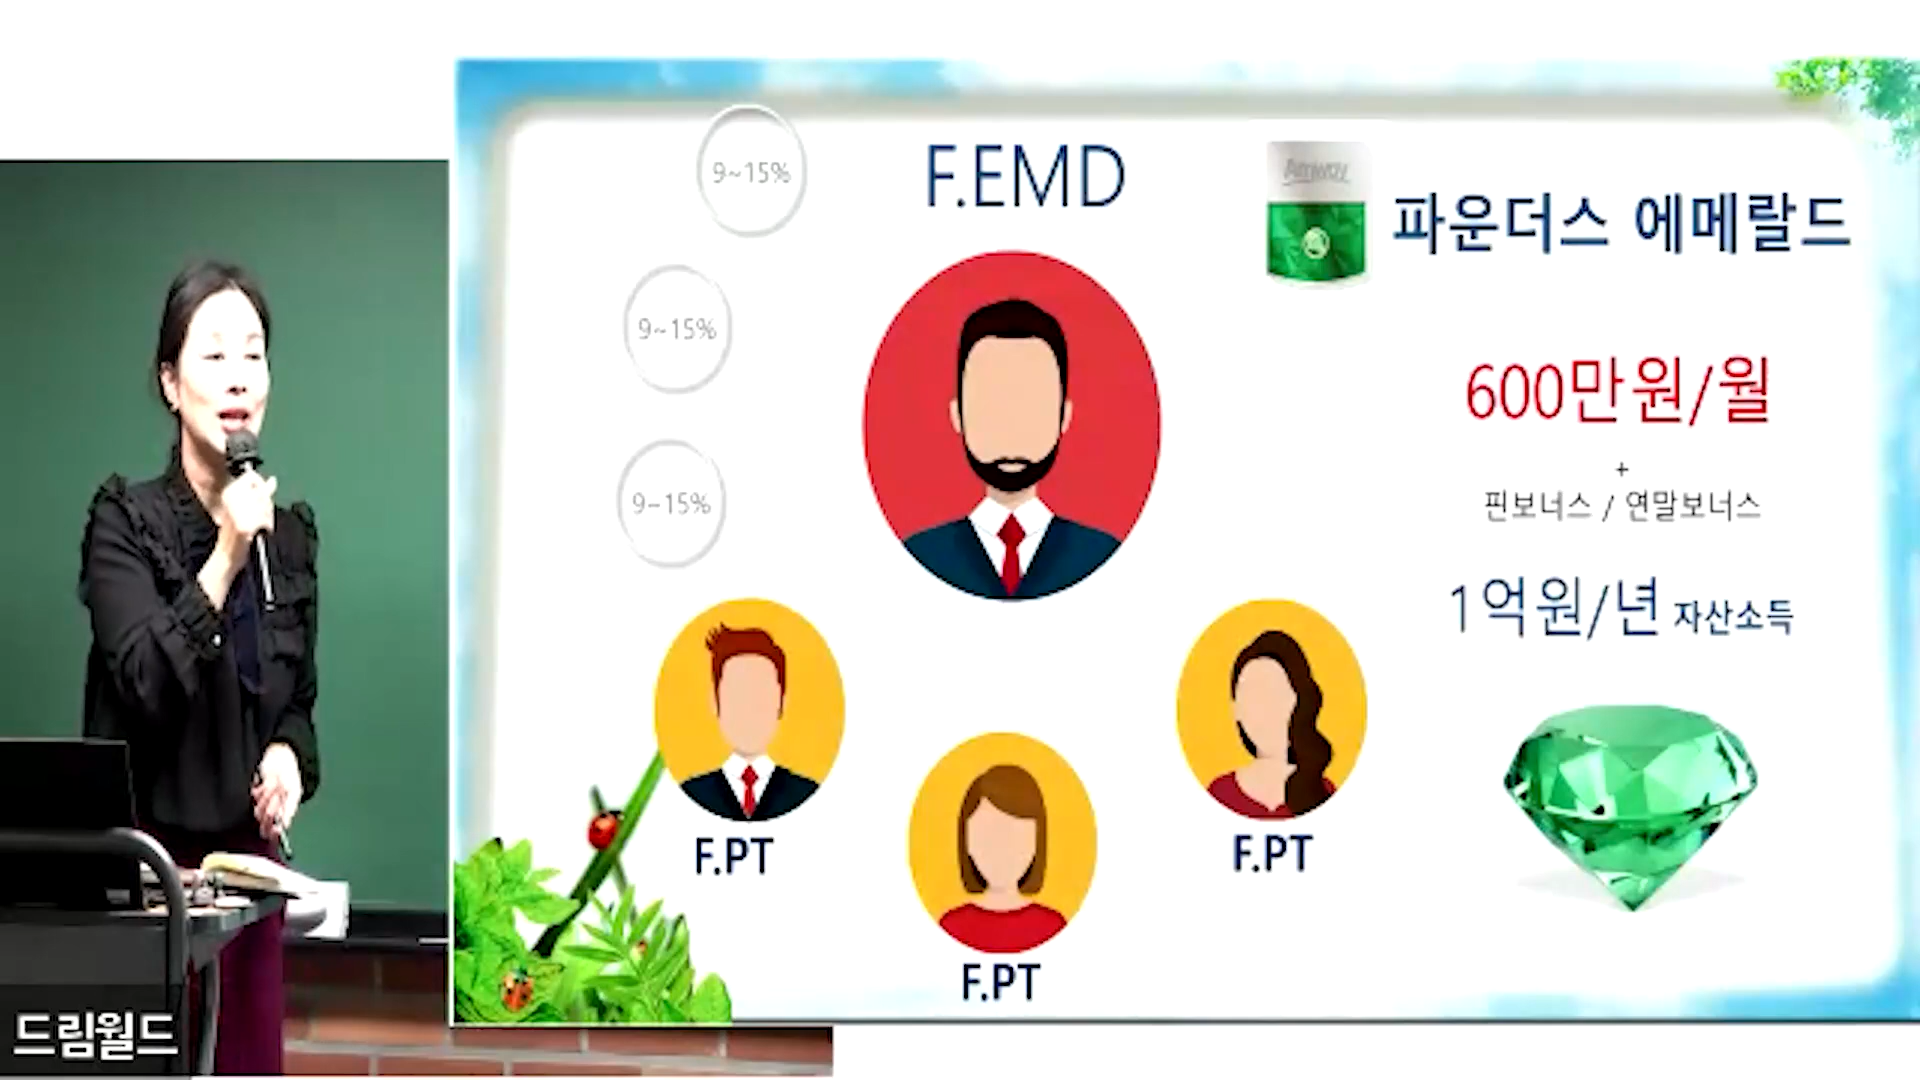 9~15%
F.EMD
Amway
파운더스 에메랄드
9~15%
600만원/월
+
핀보너스 / 연말보너스
9~15%
1억원/년 자산소득
F.PT
F.PT
F.PT
드림월드